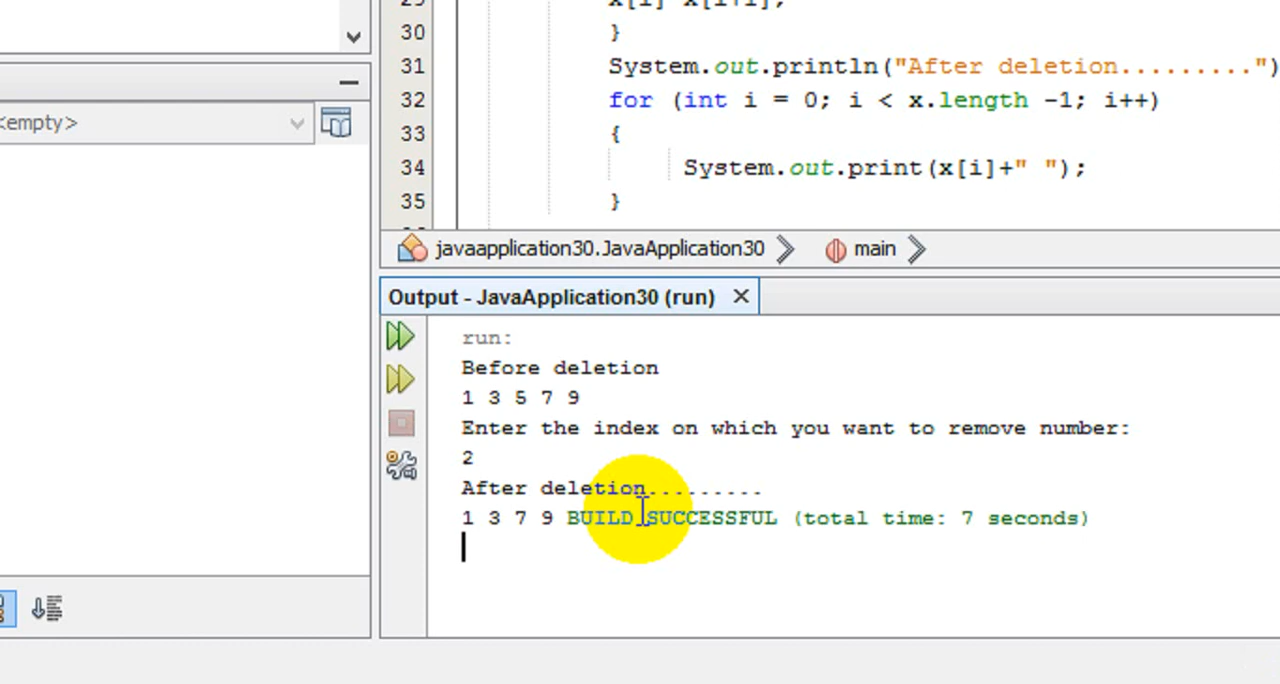 30 }
31 System.out.println("After deletion.........")
32 for (int i = 0; i < x.length -1; i++)
<empty>
33 {
34 System.out.print(x[i]+" ");
35 }
javaapplication30.JavaApplication30 main
Output - JavaApplication30 (run)
run:
Before deletion
1 3 5 7 9
Enter the index on which you want to remove number:
2
After deletion.........
1 3 7 9 BUILD SUCCESSFUL (total time: 7 seconds)